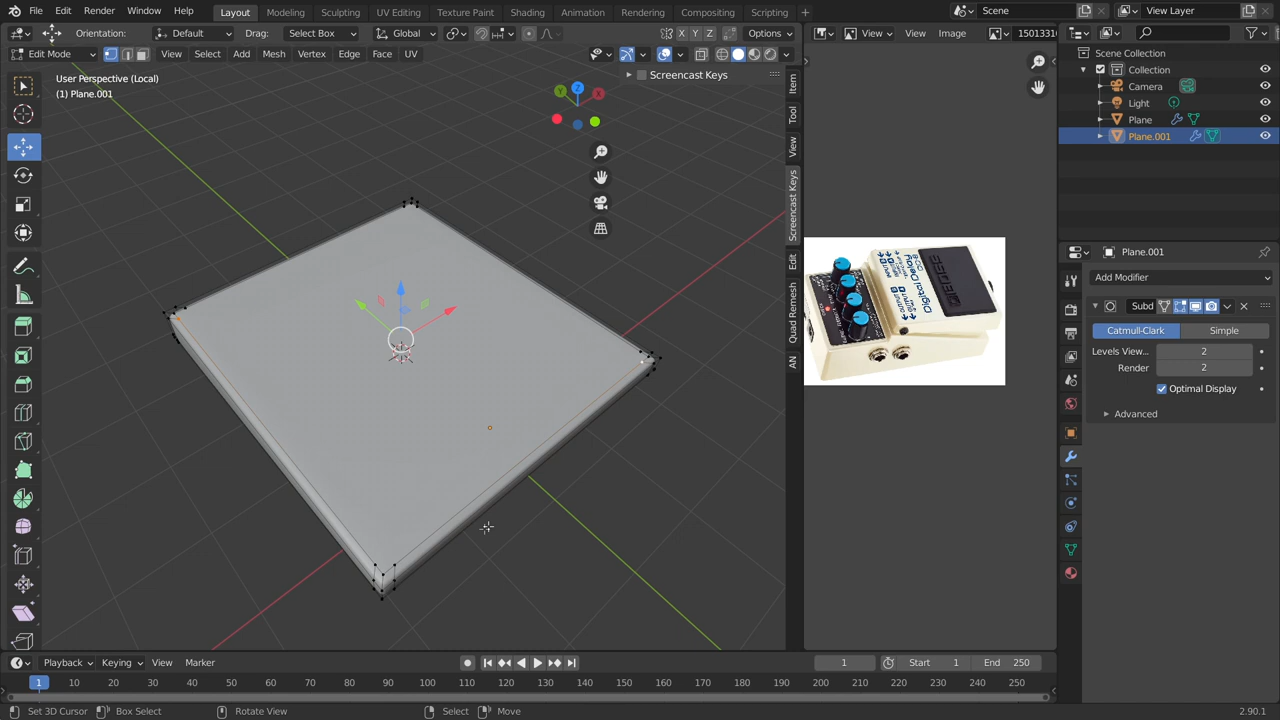 File Edit Render Window Help Layout Modeling Sculpting UV Editing Texture Paint Shading Animation Rendering Compositing Scripting + Scene View Layer
Orientation: Default Drag: Select Box Global X Y Z Options View View Image 1501331
Edit Mode View Select Add Mesh Vertex Edge Face UV
User Perspective (Local)
(1) Plane.001
Screencast Keys
Item
Tool
View
Screencast Keys
Edit
Quad Remesh
AN
Z
Y
X
Digital Delay
BOSS
Scene Collection
Collection
Camera
Light
Plane
Plane.001
Plane.001
Add Modifier
Subd
Catmull-Clark Simple
Levels View... 2
Render 2
Optimal Display
Advanced
Playback Keying View Marker 1 Start 1 End 250
1 10 20 30 40 50 60 70 80 90 100 110 120 130 140 150 160 170 180 190 200 210 220 230 240 250
Set 3D Cursor Box Select Rotate View Select Move 2.90.1